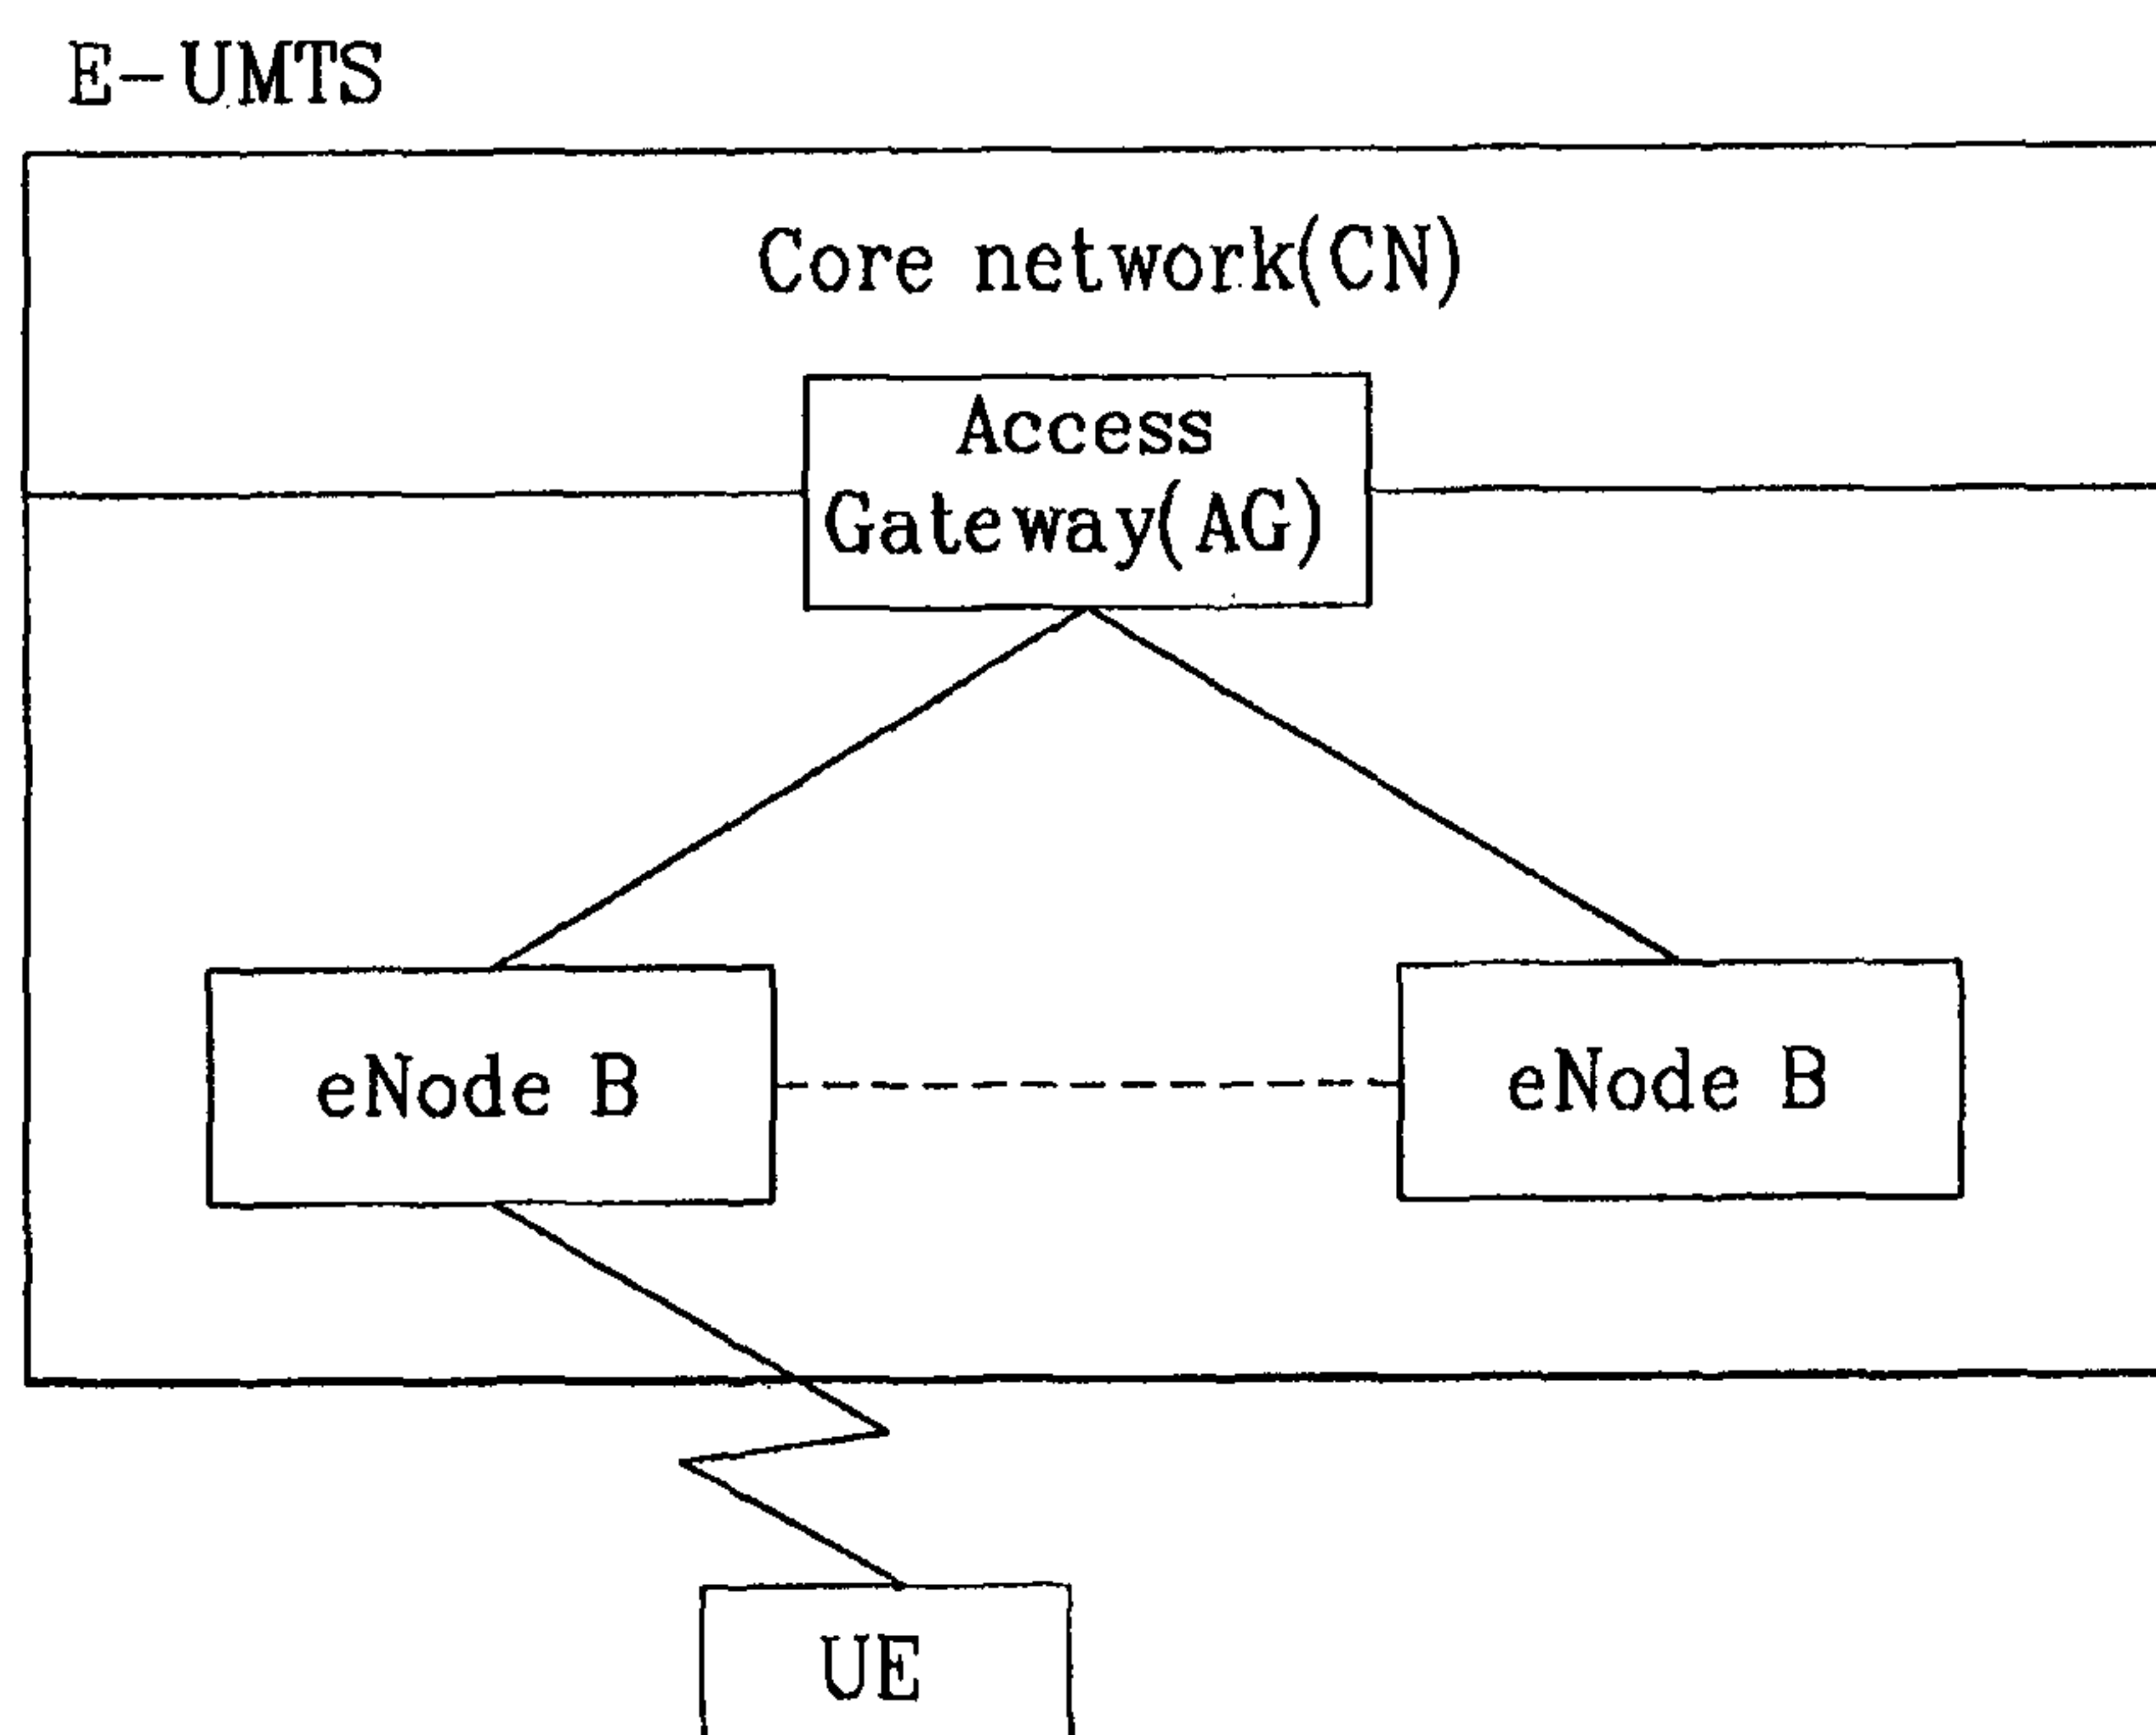 E-UMTS
Core network(CN)
Access
Gateway(AG)
eNode B
eNode B
UE